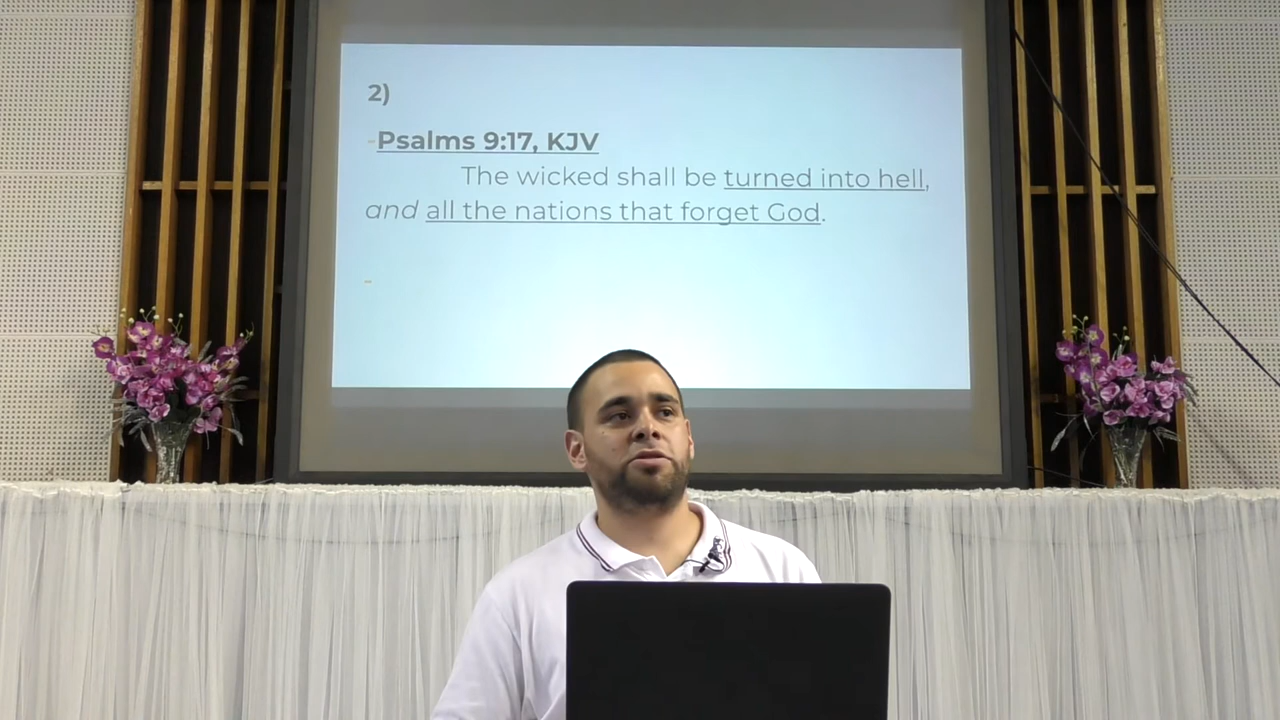 2)
-Psalms 9:17, KJV
The wicked shall be turned into hell,
and all the nations that forget God.
-